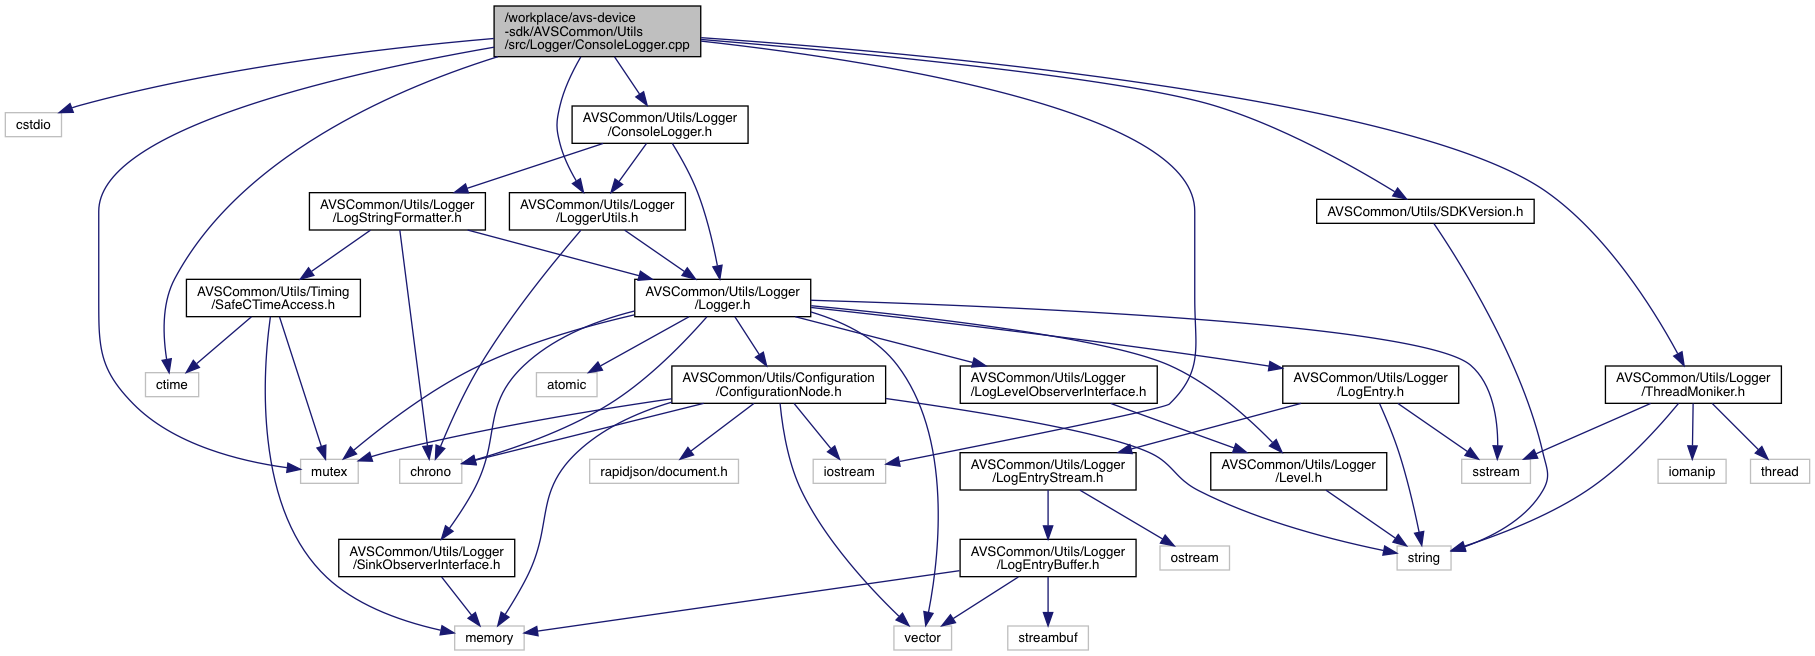 /workplace/avs-device
-sdk/AVSCommon/Utils
/src/Logger/ConsoleLogger.cpp
cstdio
AVSCommon/Utils/Logger
/ConsoleLogger.h
AVSCommon/Utils/Logger
/LogStringFormatter.h
AVSCommon/Utils/Logger
/LoggerUtils.h
AVSCommon/Utils/SDKVersion.h
AVSCommon/Utils/Timing
/SafeCTimeAccess.h
AVSCommon/Utils/Logger
/Logger.h
ctime
atomic
AVSCommon/Utils/Configuration
/ConfigurationNode.h
AVSCommon/Utils/Logger
/LogLevelObserverInterface.h
AVSCommon/Utils/Logger
/LogEntry.h
AVSCommon/Utils/Logger
/ThreadMoniker.h
mutex
chrono
rapidjson/document.h
iostream
AVSCommon/Utils/Logger
/LogEntryStream.h
AVSCommon/Utils/Logger
/Level.h
sstream
iomanip
thread
AVSCommon/Utils/Logger
/SinkObserverInterface.h
AVSCommon/Utils/Logger
/LogEntryBuffer.h
ostream
string
memory
vector
streambuf